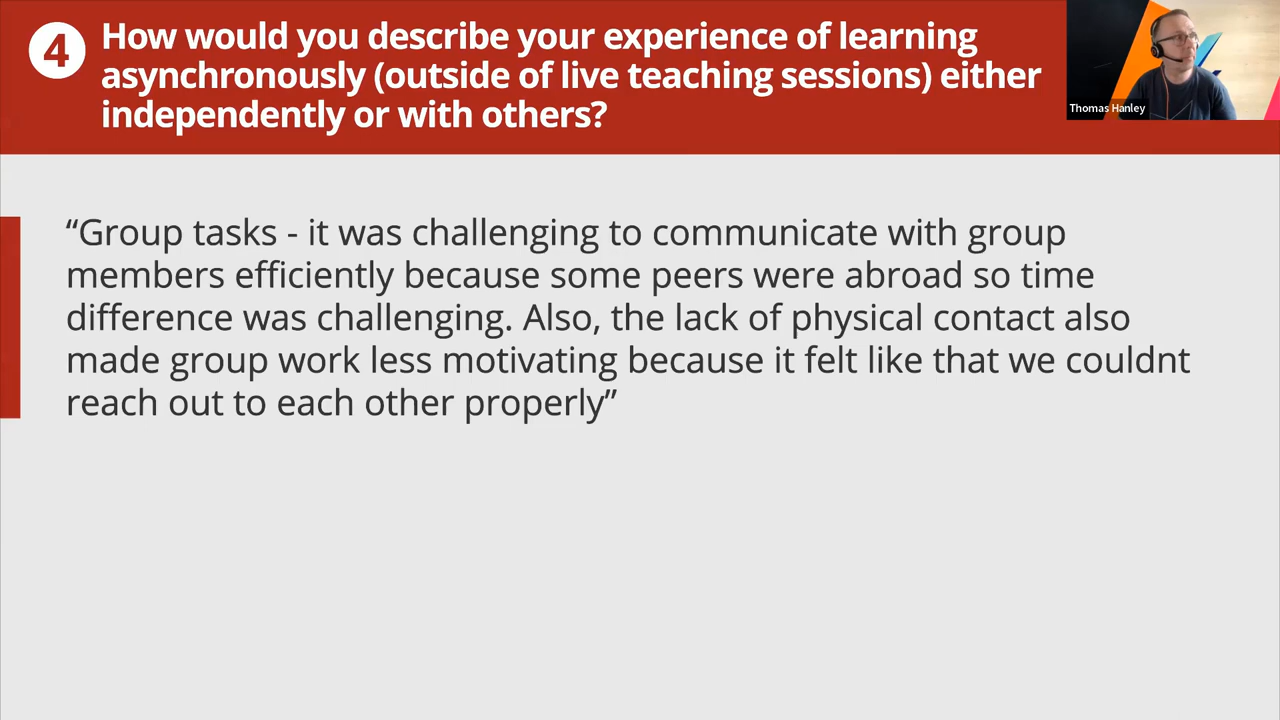 4
How would you describe your experience of learning
asynchronously (outside of live teaching sessions) either
independently or with others?
Thomas Hanley
“Group tasks - it was challenging to communicate with group
members efficiently because some peers were abroad so time
difference was challenging. Also, the lack of physical contact also
made group work less motivating because it felt like that we couldnt
reach out to each other properly”